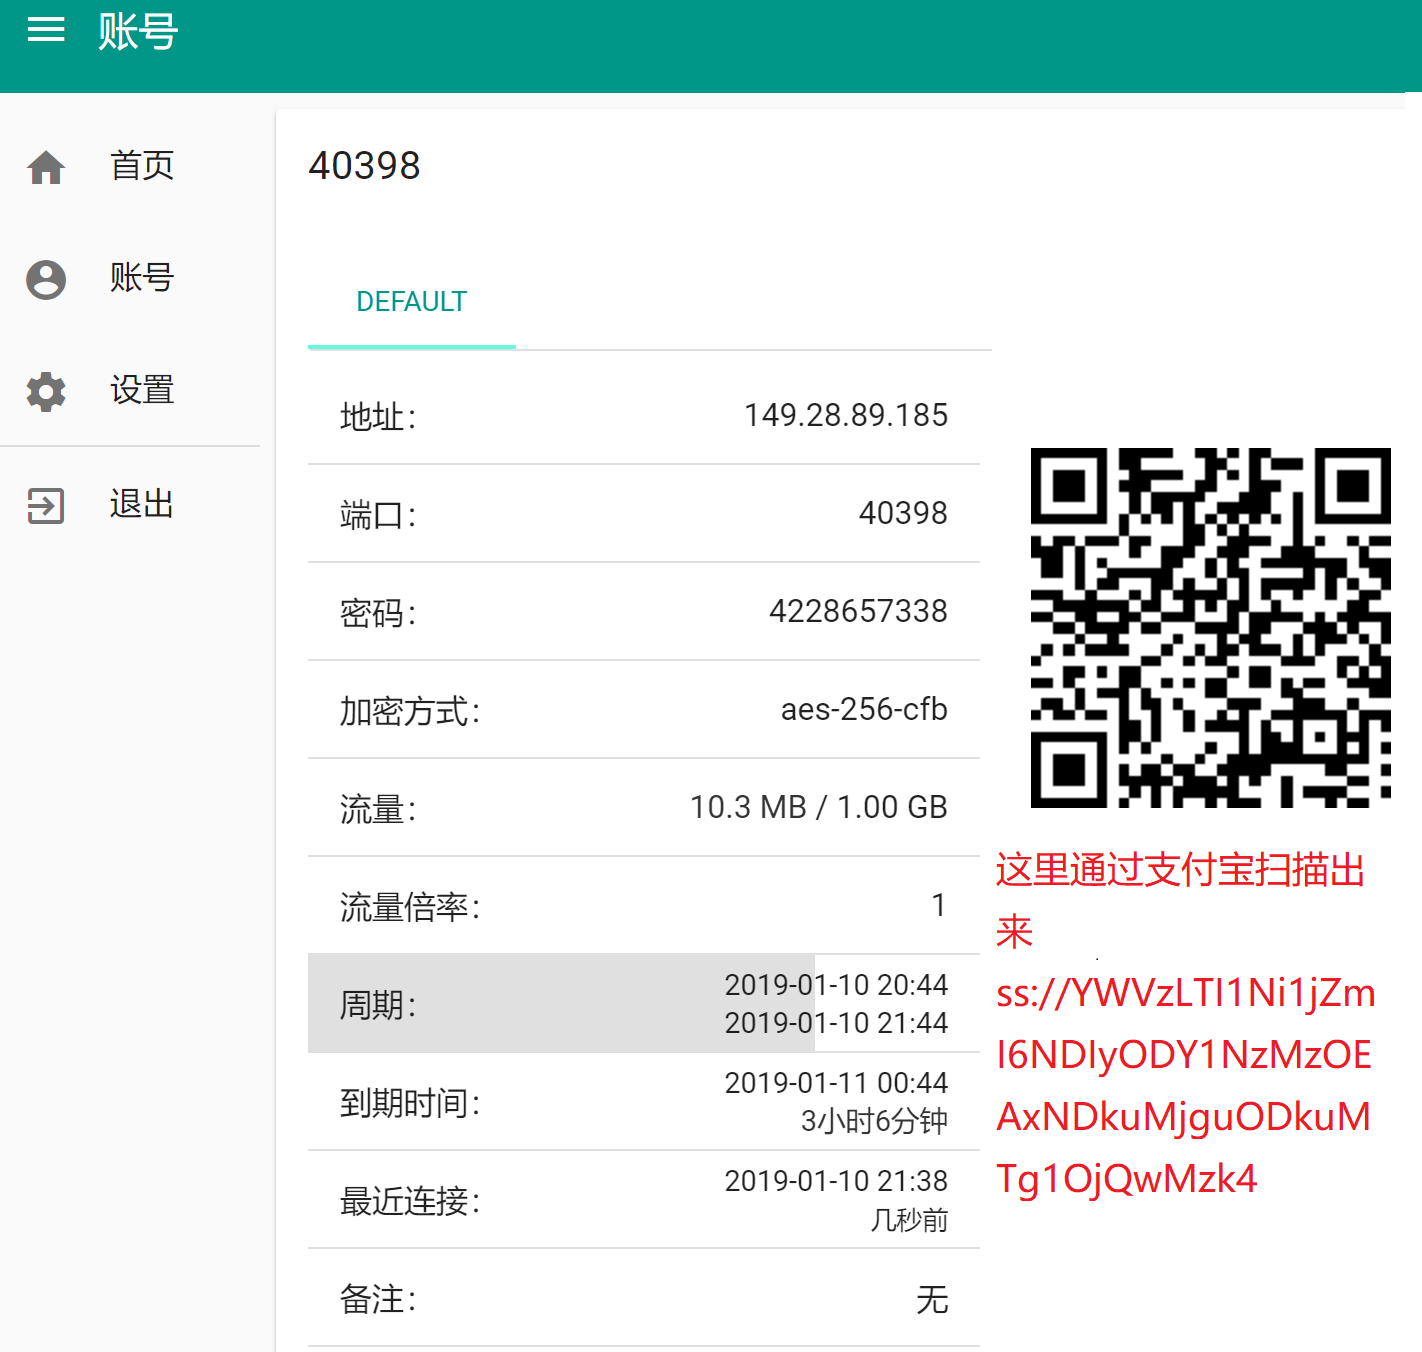 账号
首页
账号
设置
退出
40398
DEFAULT
地址： 149.28.89.185
端口： 40398
密码： 4228657338
加密方式： aes-256-cfb
流量： 10.3 MB / 1.00 GB
流量倍率： 1
周期： 2019-01-10 20:44
2019-01-10 21:44
到期时间： 2019-01-11 00:44
3小时6分钟
最近连接： 2019-01-10 21:38
几秒前
备注： 无
这里通过支付宝扫描出
来
ss://YWVzLTI1Ni1jZm
I6NDIyODY1NzMzOE
AxNDkuMjguODkuM
Tg1OjQwMzk4